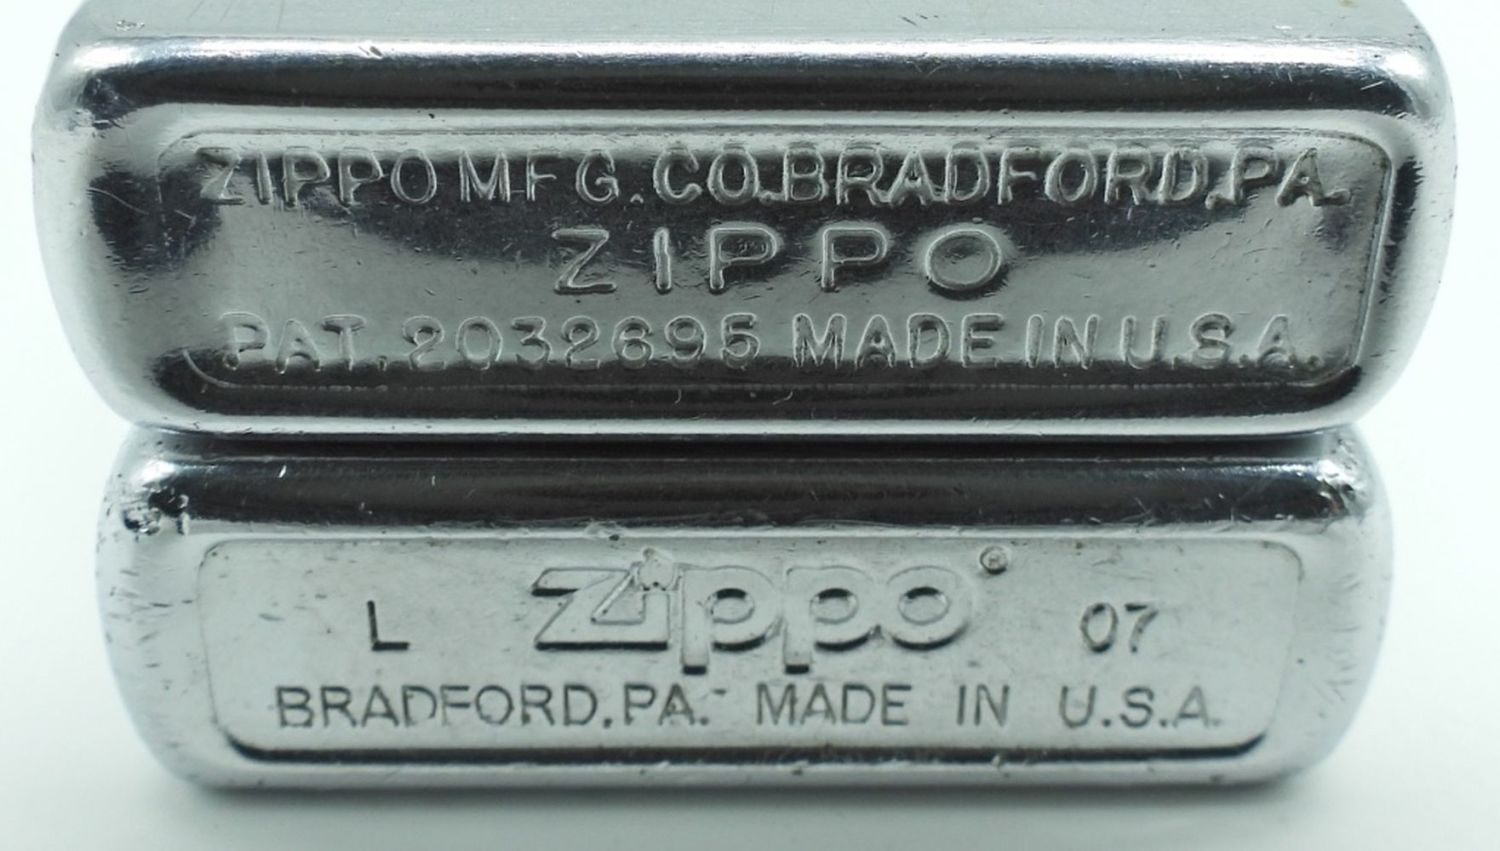 ZIPPO MFG. CO. BRADFORD, PA.
ZIPPO
PAT. 2032695 MADE IN U.S.A.
L Zippo ® 07
BRADFORD, PA. MADE IN U.S.A.